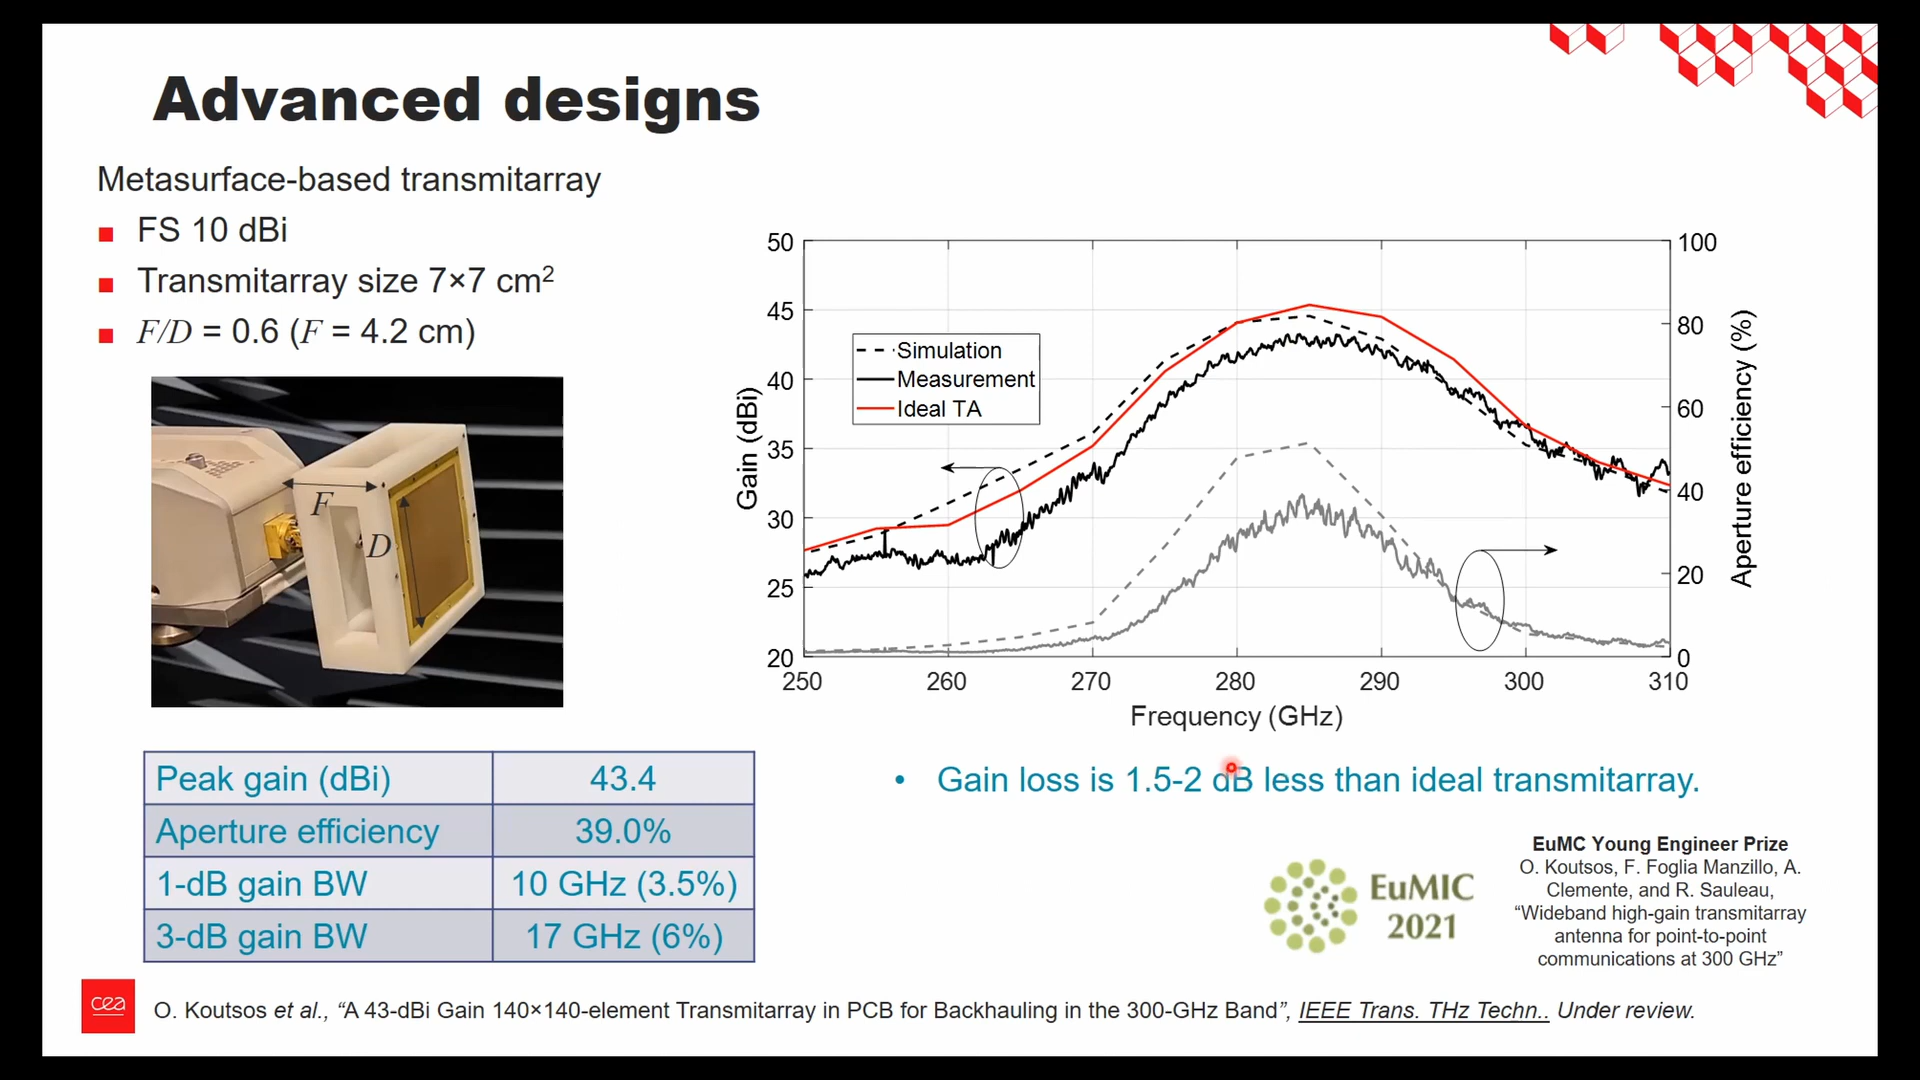 Advanced designs
Metasurface-based transmitarray
FS 10 dBi
Transmitarray size 7×7 cm²
F/D = 0.6 (F = 4.2 cm)
F
D
50
45
40
35
30
25
20
Gain (dBi)
Simulation
Measurement
Ideal TA
100
80
60
40
20
0
Aperture efficiency (%)
250 260 270 280 290 300 310
Frequency (GHz)
Peak gain (dBi) 43.4
Aperture efficiency 39.0%
1-dB gain BW 10 GHz (3.5%)
3-dB gain BW 17 GHz (6%)
• Gain loss is 1.5-2 dB less than ideal transmitarray.
EuMIC
2021
EuMC Young Engineer Prize
O. Koutsos, F. Foglia Manzillo, A.
Clemente, and R. Sauleau,
“Wideband high-gain transmitarray
antenna for point-to-point
communications at 300 GHz”
cea
O. Koutsos et al., “A 43-dBi Gain 140×140-element Transmitarray in PCB for Backhauling in the 300-GHz Band”, IEEE Trans. THz Techn.. Under review.